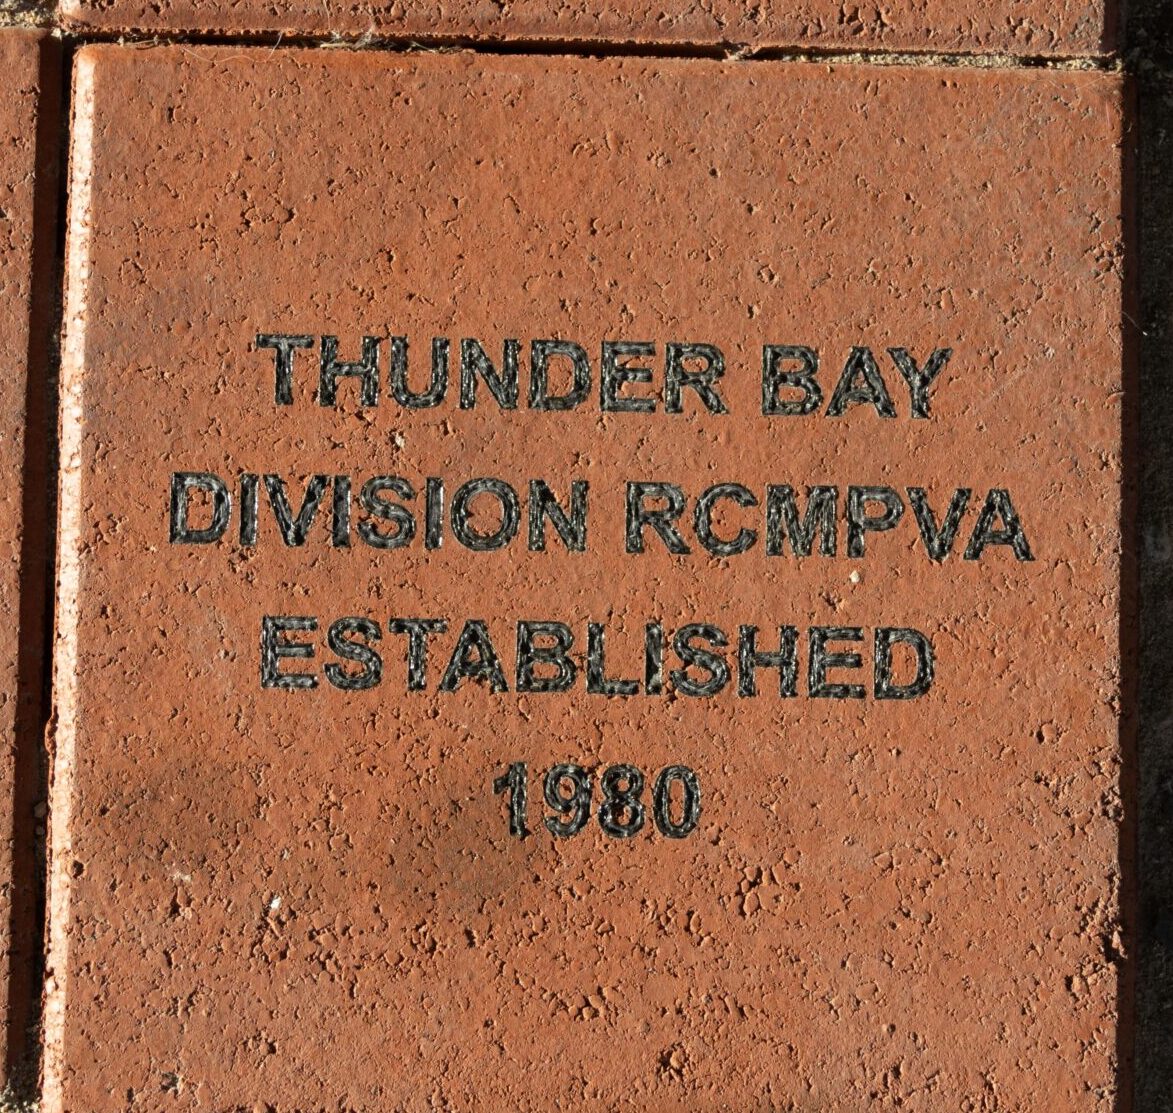 THUNDER BAY
DIVISION RCMPVA
ESTABLISHED
1980